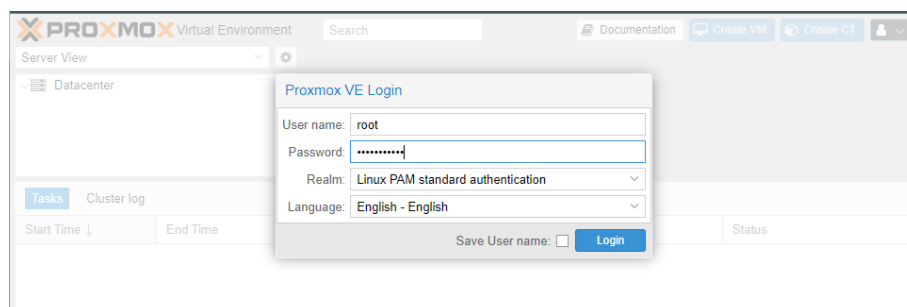 PROXMOX Virtual Environment Search Documentation Create VM Create CT
Server View
Datacenter
Proxmox VE Login
User name: root
Password: •••••••••••
Realm: Linux PAM standard authentication
Language: English - English
Save User name: Login
Tasks Cluster log
Start Time ↓ End Time Status